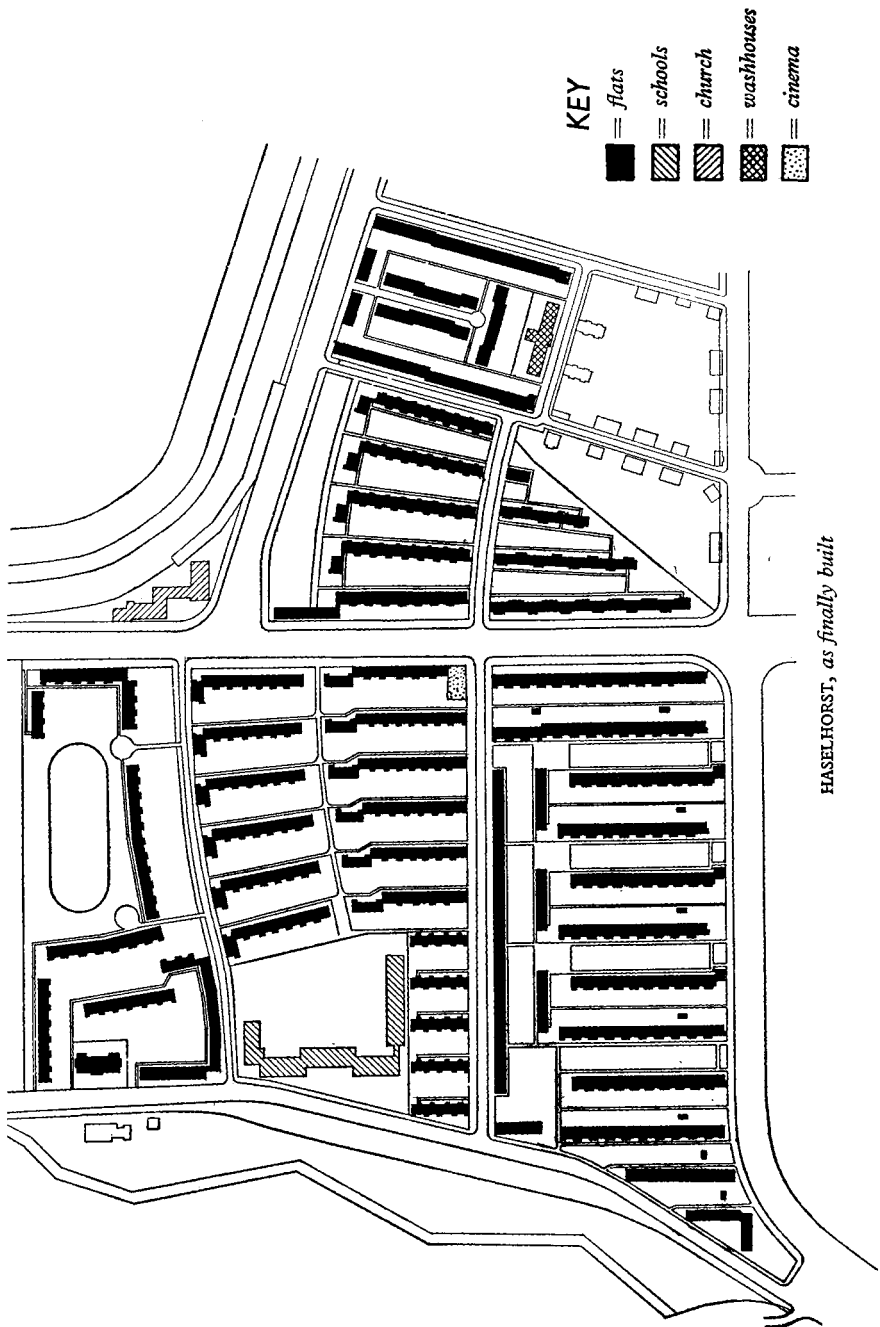 KEY
= flats
= schools
= church
= washhouses
= cinema
HASELHORST, as finally built